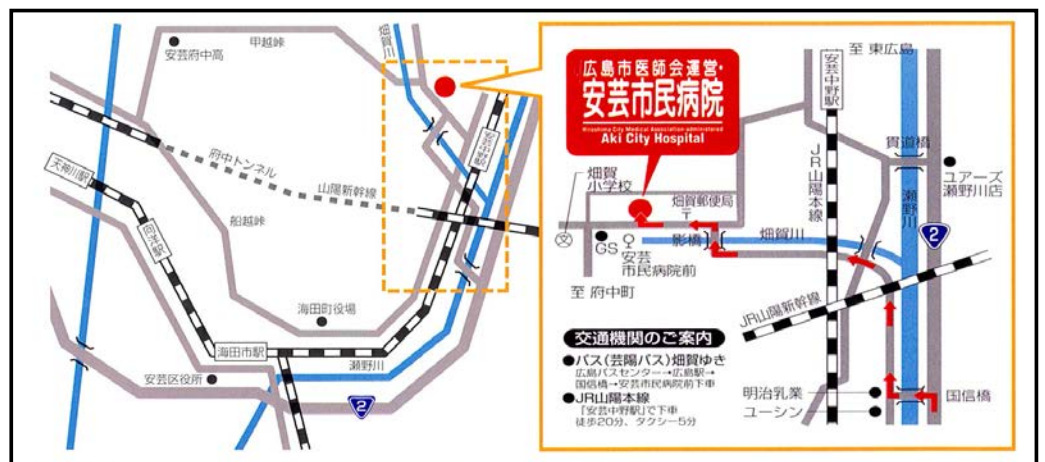 安芸府中高
甲越峠
畑賀川
安芸中野駅
府中トンネル
山陽新幹線
天神川駅
向洋駅
船越峠
海田町役場
海田市駅
瀬野川
安芸区役所
2
広島市医師会運営・
安芸市民病院
Hiroshima City Medical Association-administered
Aki City Hospital
至 東広島
安芸中野駅
JR山陽本線
貫道橋
ユアーズ
瀬野川店
瀬野川
2
畑賀
小学校
畑賀郵便局
〒
文
GS
影橋
畑賀川
安芸
市民病院前
至 府中町
JR山陽新幹線
交通機関のご案内
●バス(芸陽バス)畑賀ゆき
広島バスセンター→広島駅→
国信橋→安芸市民病院前下車
●JR山陽本線
「安芸中野駅」で下車
徒歩20分、タクシー5分
明治乳業
ユーシン
国信橋